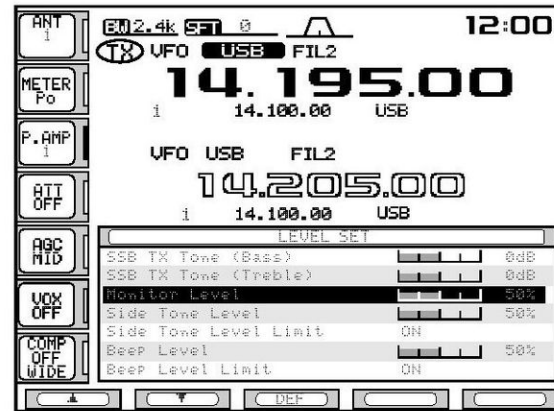 ANT
1
METER
Po
P.AMP
1
ATT
OFF
AGC
MID
VOX
OFF
COMP
OFF
WIDE
BW 2.4k SFT 0
12:00
TX VFO USB FIL2
14.195.00
1 14.100.00 USB
VFO USB FIL2
14.205.00
1 14.100.00 USB
LEVEL SET
SSB TX Tone (Bass) 0dB
SSB TX Tone (Treble) 0dB
Monitor Level 50%
Side Tone Level 50%
Side Tone Level Limit ON
Beep Level 50%
Beep Level Limit ON
DEF